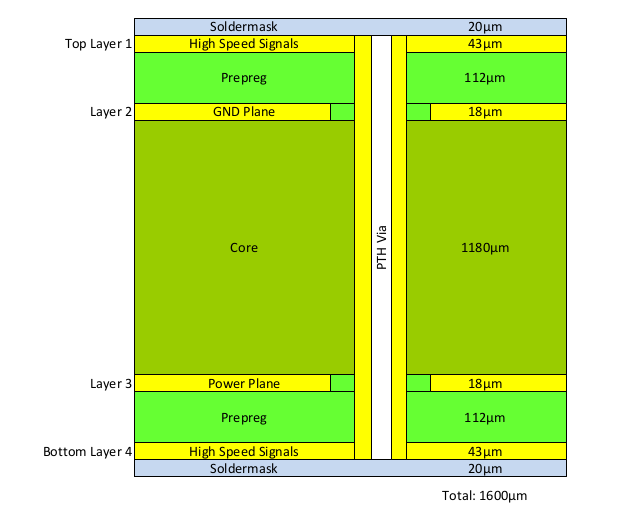 Soldermask 20µm
Top Layer 1 High Speed Signals 43µm
Prepreg 112µm
Layer 2 GND Plane 18µm
PTH Via
Core 1180µm
Layer 3 Power Plane 18µm
Prepreg 112µm
Bottom Layer 4 High Speed Signals 43µm
Soldermask 20µm
Total: 1600µm